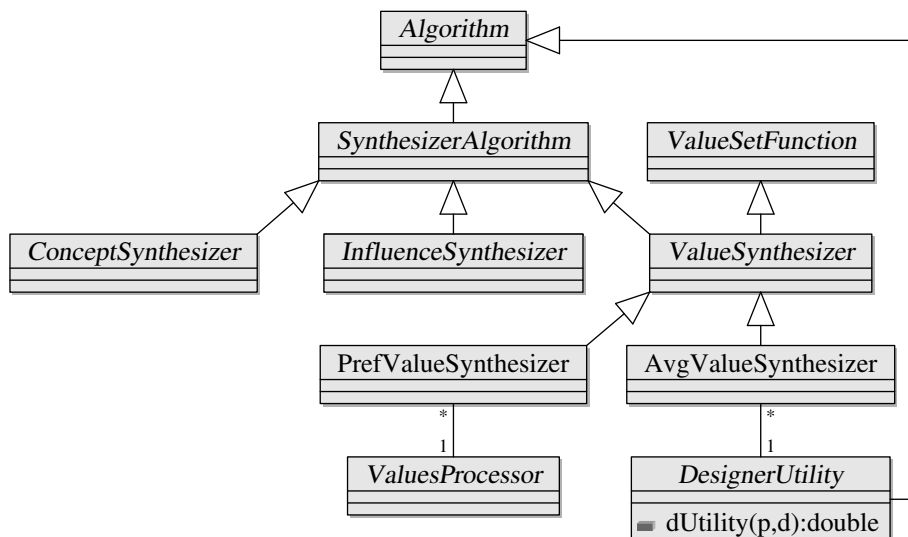 Algorithm
SynthesizerAlgorithm
ValueSetFunction
ConceptSynthesizer
InfluenceSynthesizer
ValueSynthesizer
PrefValueSynthesizer
AvgValueSynthesizer
*
*
1
1
ValuesProcessor
DesignerUtility
dUtility(p,d):double